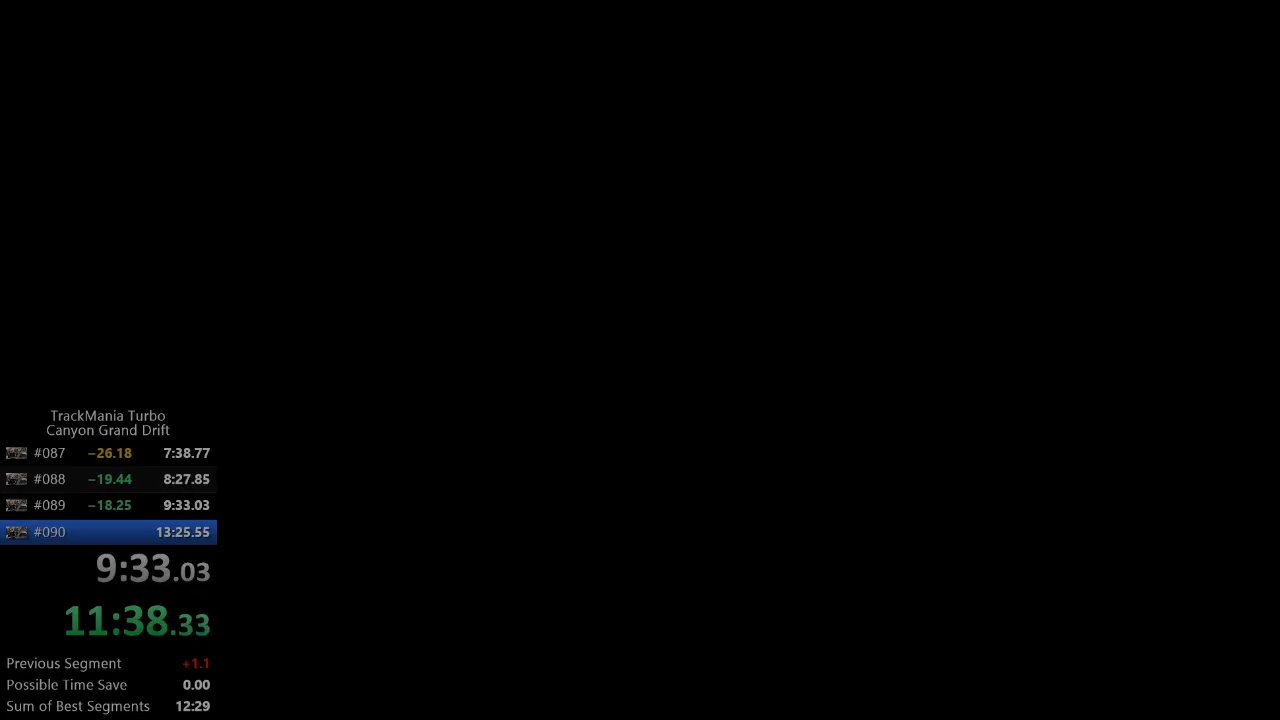 TrackMania Turbo
Canyon Grand Drift
#087 −26.18 7:38.77
#088 −19.44 8:27.85
#089 −18.25 9:33.03
#090 13:25.55
9:33.03
11:38.33
Previous Segment +1.1
Possible Time Save 0.00
Sum of Best Segments 12:29